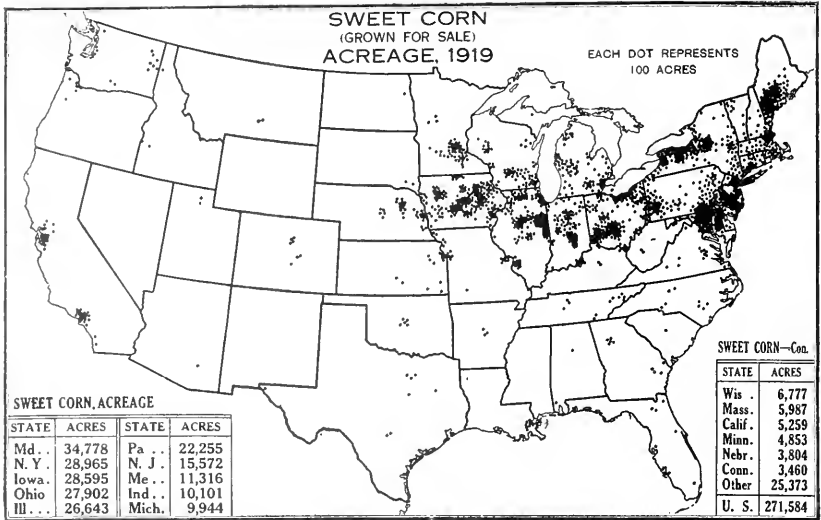 SWEET CORN
(GROWN FOR SALE)
ACREAGE, 1919
EACH DOT REPRESENTS
100 ACRES
SWEET CORN, ACREAGE
STATE ACRES STATE ACRES
Md . . 34,778 Pa . . 22,255
N. Y . 28,965 N. J . 15,572
Iowa . 28,595 Me . . 11,316
Ohio 27,902 Ind . . 10,101
Ill . . . 26,643 Mich. 9,944
SWEET CORN—Con.
STATE ACRES
Wis . 6,777
Mass. 5,987
Calif . 5,259
Minn. 4,853
Nebr. 3,804
Conn. 3,460
Other 25,373
U. S. 271,584